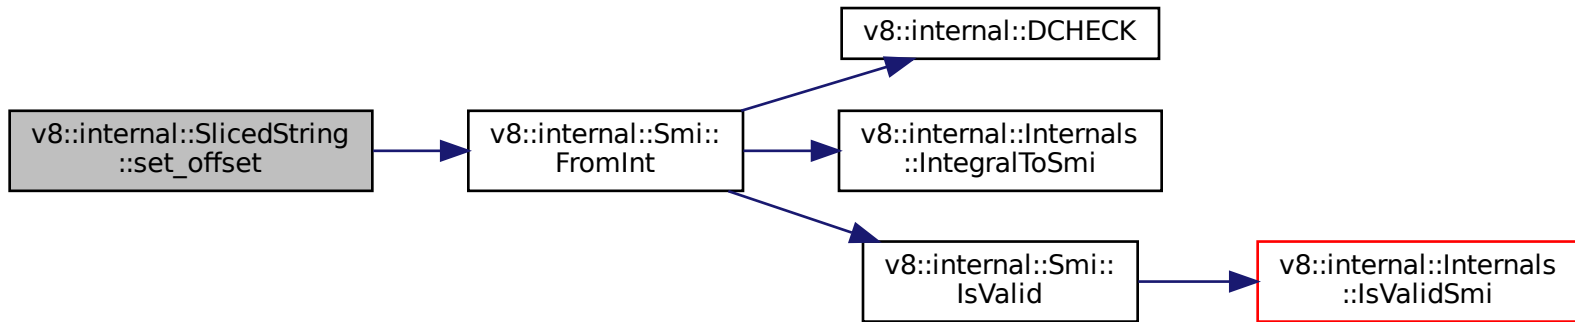 v8::internal::DCHECK
v8::internal::SlicedString
::set_offset
v8::internal::Smi::
FromInt
v8::internal::Internals
::IntegralToSmi
v8::internal::Smi::
IsValid
v8::internal::Internals
::IsValidSmi